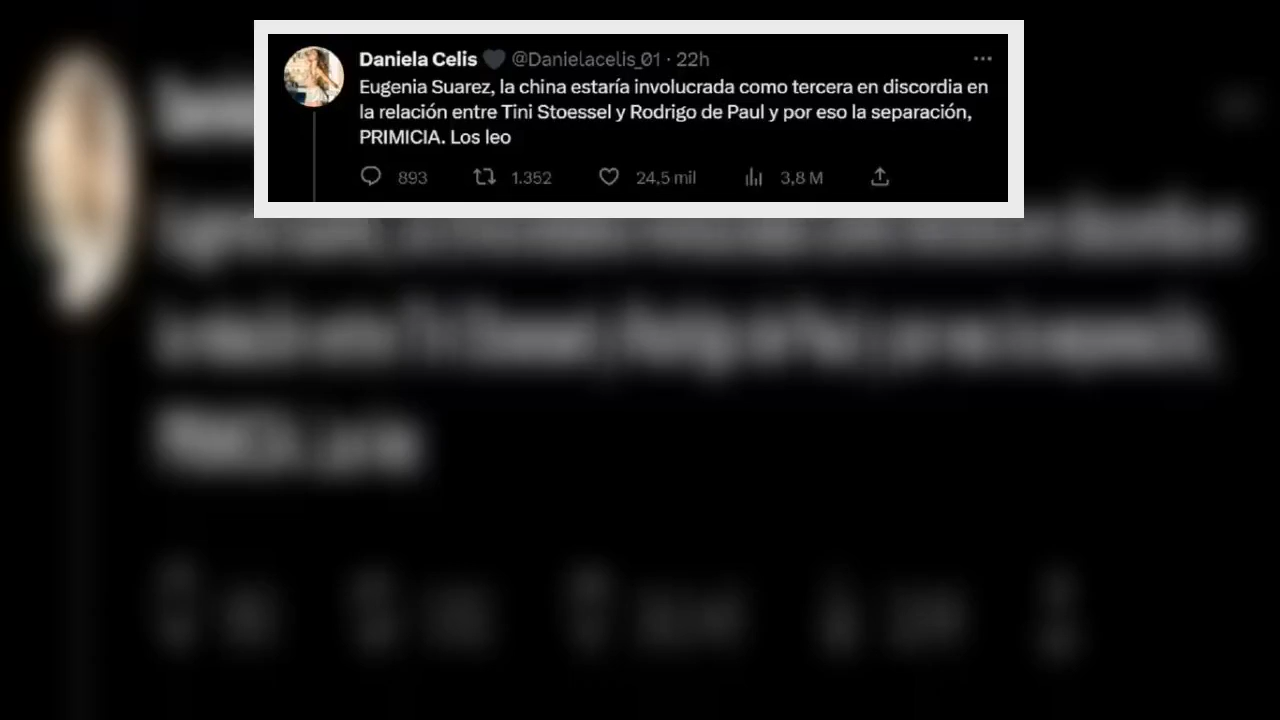 Daniela Celis 🖤 @Danielacelis_01 · 22h
Eugenia Suarez, la china estaría involucrada como tercera en discordia en
la relación entre Tini Stoessel y Rodrigo de Paul y por eso la separación,
PRIMICIA. Los leo
893 1.352 24,5 mil 3,8 M